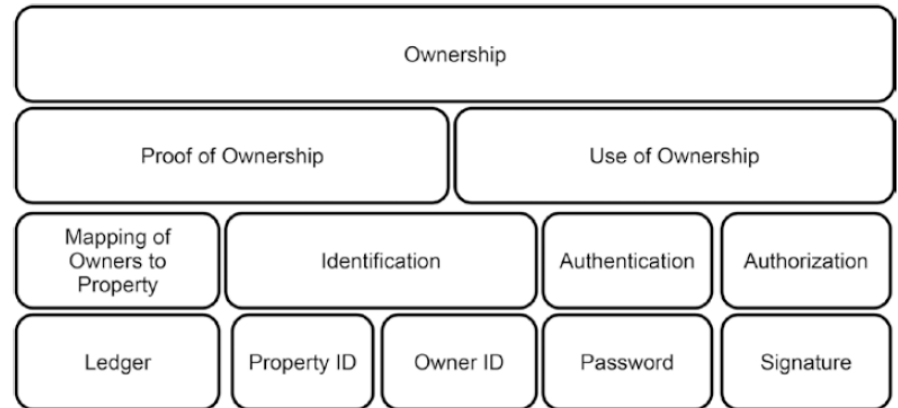 Ownership
Proof of Ownership
Use of Ownership
Mapping of
Owners to
Property
Identification
Authentication
Authorization
Ledger
Property ID
Owner ID
Password
Signature